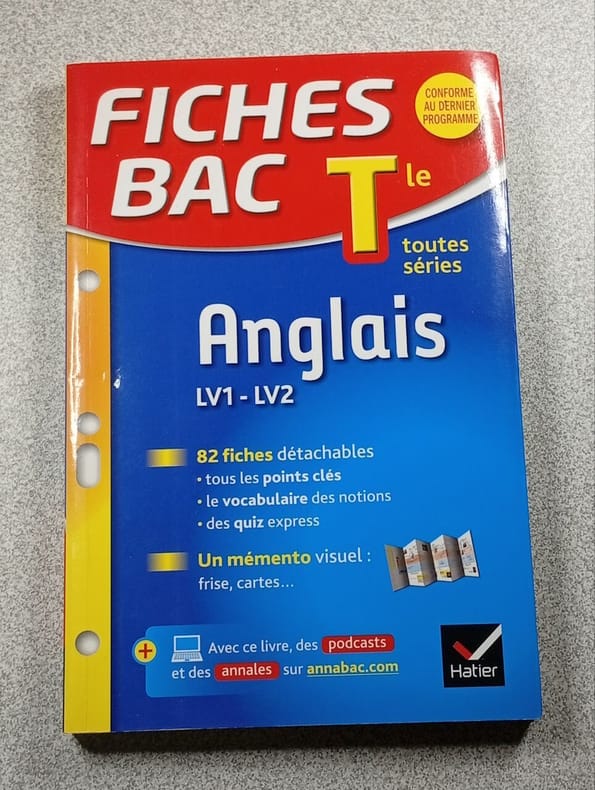 FICHES
BAC
CONFORME
AU DERNIER
PROGRAMME
Tle
toutes
séries
Anglais
LV1 - LV2
82 fiches détachables
• tous les points clés
• le vocabulaire des notions
• des quiz express
Un mémento visuel :
frise, cartes...
+ Avec ce livre, des podcasts
et des annales sur annabac.com
Hatier